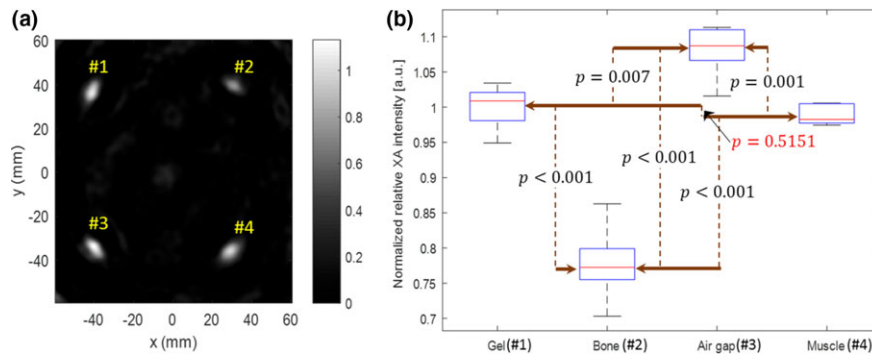 (a)
60
40
20
0
-20
-40
y (mm)
-40 -20 0 20 40 60
x (mm)
#1
#2
#3
#4
1
0.8
0.6
0.4
0.2
0
(b)
Normalized relative XA intensity [a.u.]
1.1
1.05
1
0.95
0.9
0.85
0.8
0.75
0.7
p = 0.007
p = 0.001
p = 0.5151
p < 0.001
p < 0.001
p < 0.001
Gel (#1)
Bone (#2)
Air gap (#3)
Muscle (#4)